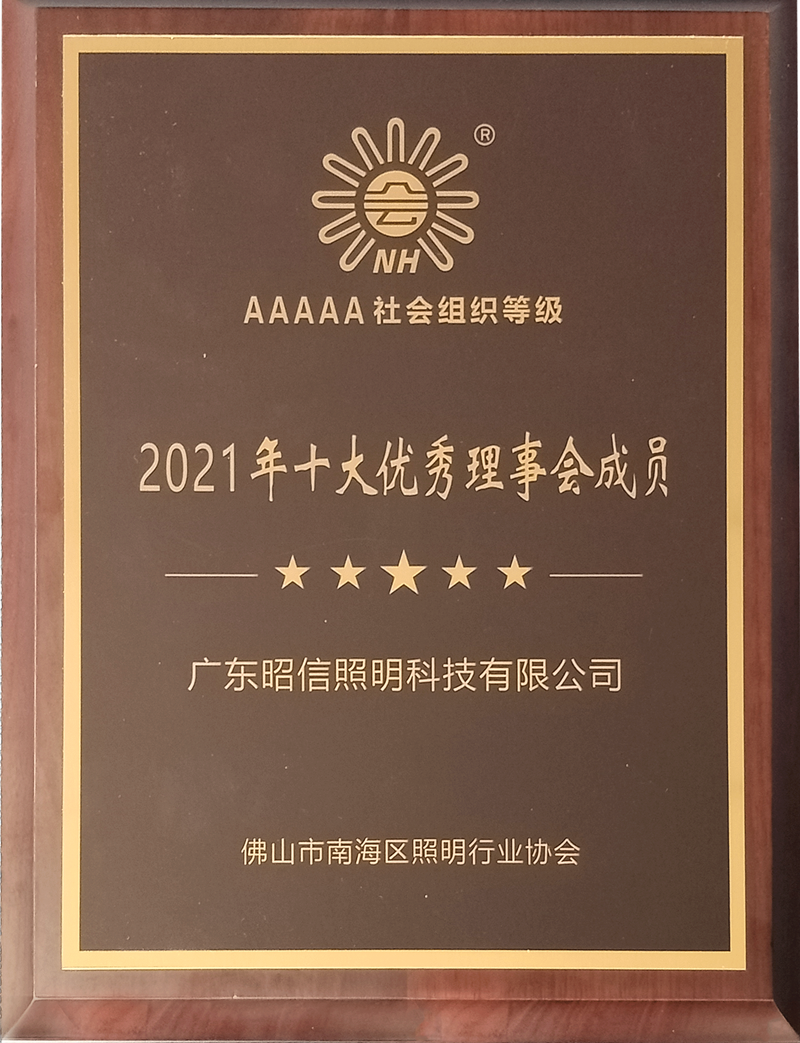 ®
会
NH
AAAAA社会组织等级
2021年十大优秀理事会成员
广东昭信照明科技有限公司
佛山市南海区照明行业协会